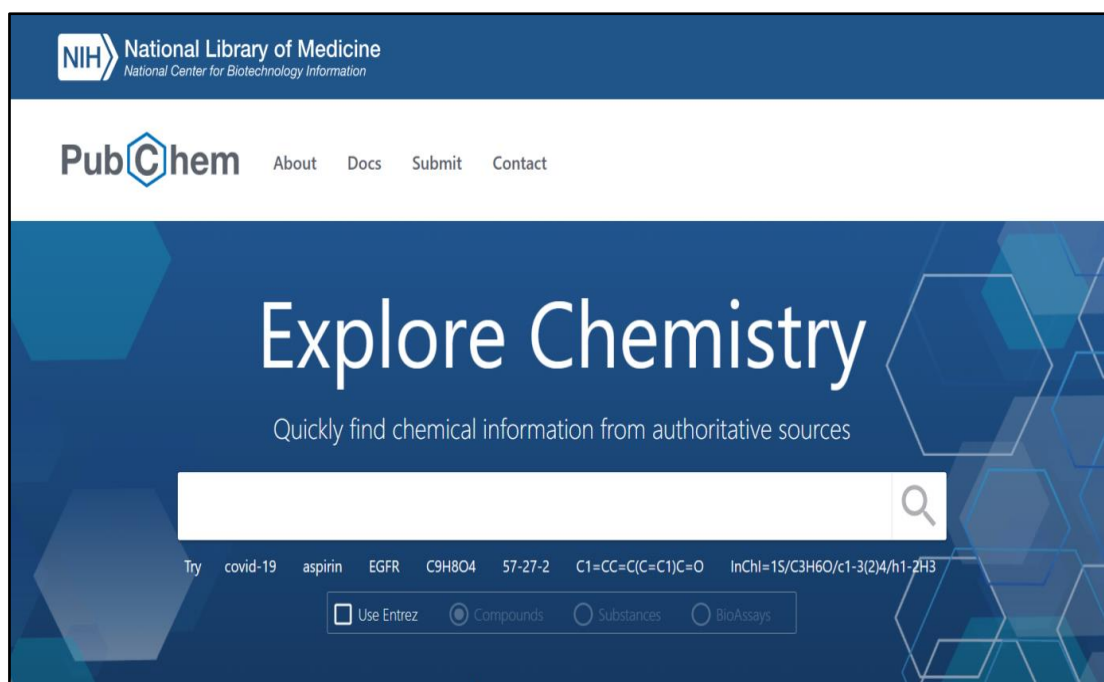 NIH National Library of Medicine
National Center for Biotechnology Information
PubChem About Docs Submit Contact
Explore Chemistry
Quickly find chemical information from authoritative sources
Try covid-19 aspirin EGFR C9H8O4 57-27-2 C1=CC=C(C=C1)C=O InChI=1S/C3H6O/c1-3(2)4/h1-2H3
Use Entrez Compounds Substances BioAssays